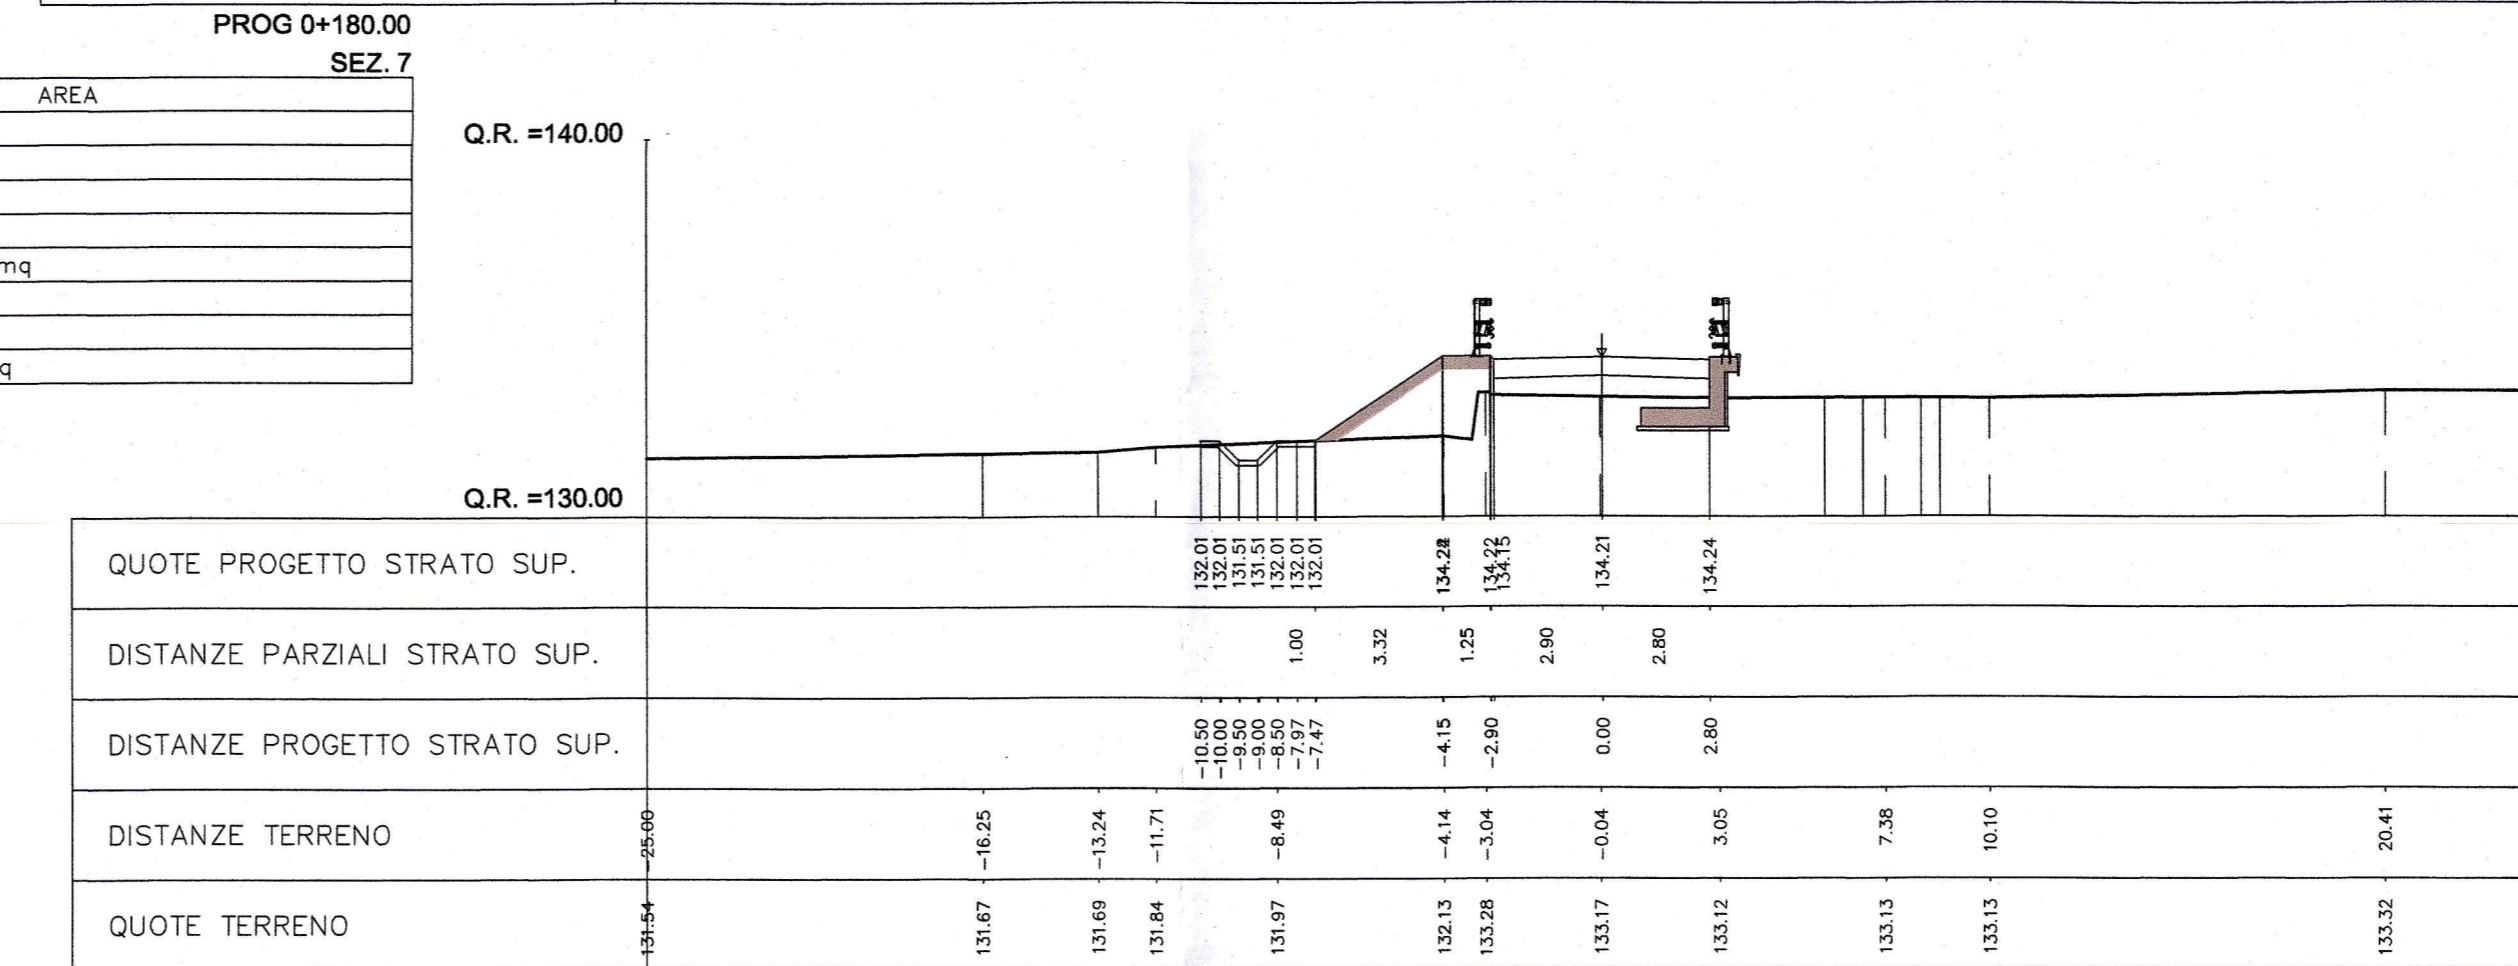 PROG 0+180.00
SEZ. 7
AREA
mq
q
Q.R. =140.00
Q.R. =130.00
QUOTE PROGETTO STRATO SUP. 132.01 132.01 131.51 131.51 132.01 132.01 132.01 134.22 134.15 134.21 134.24
DISTANZE PARZIALI STRATO SUP. 1.00 3.32 1.25 2.90 2.80
DISTANZE PROGETTO STRATO SUP. -10.50 -10.00 -9.50 -9.00 -8.50 -7.97 -7.47 -4.15 -2.90 0.00 2.80
DISTANZE TERRENO -25.00 -16.25 -13.24 -11.71 -8.49 -4.14 -3.04 -0.04 3.05 7.38 10.10 20.41
QUOTE TERRENO 131.54 131.67 131.69 131.84 131.97 132.13 133.28 133.17 133.12 133.13 133.13 133.32